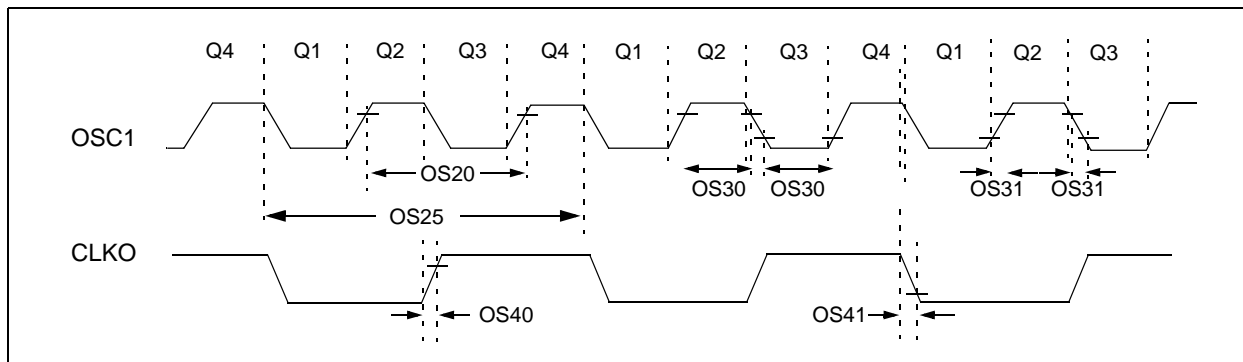 Q4 Q1 Q2 Q3 Q4 Q1 Q2 Q3 Q4 Q1 Q2 Q3
OSC1
OS20
OS30 OS30
OS31 OS31
OS25
CLKO
OS40
OS41